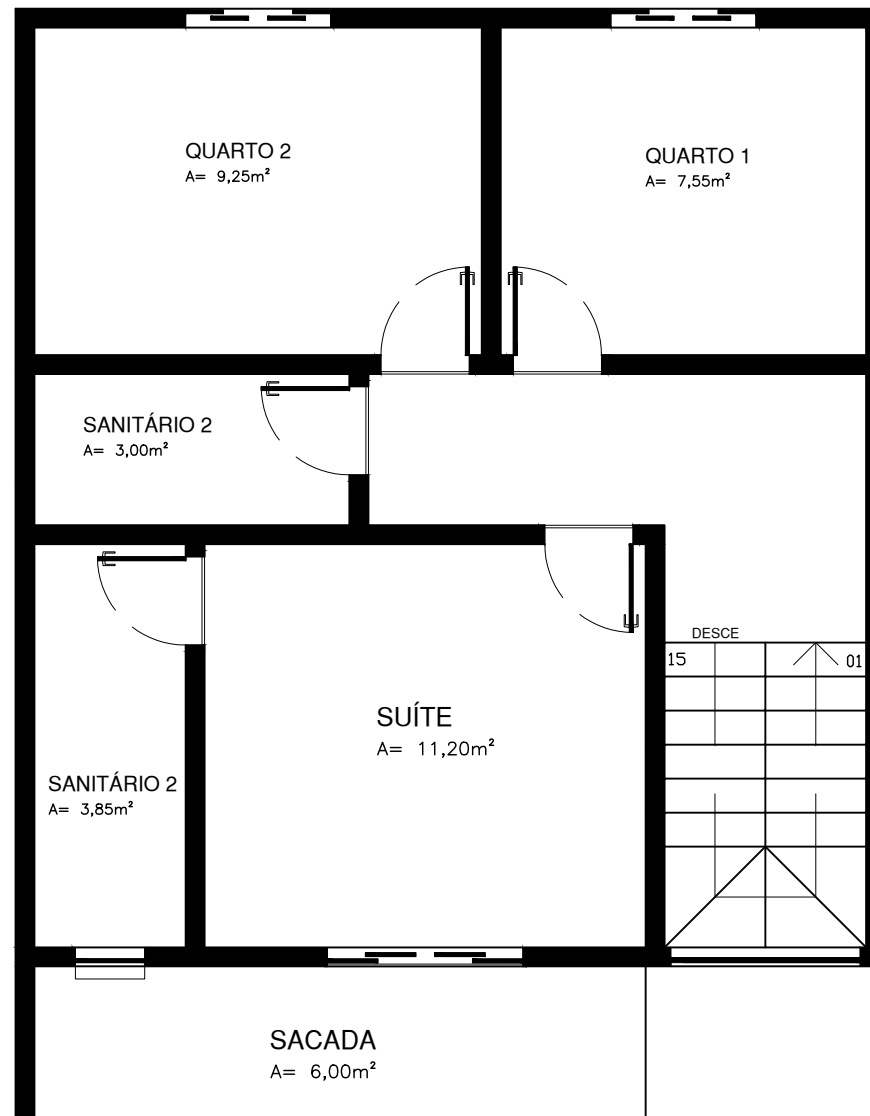 QUARTO 2
A= 9,25m²
QUARTO 1
A= 7,55m²
SANITÁRIO 2
A= 3,00m²
DESCE
15
01
SUÍTE
A= 11,20m²
SANITÁRIO 2
A= 3,85m²
SACADA
A= 6,00m²